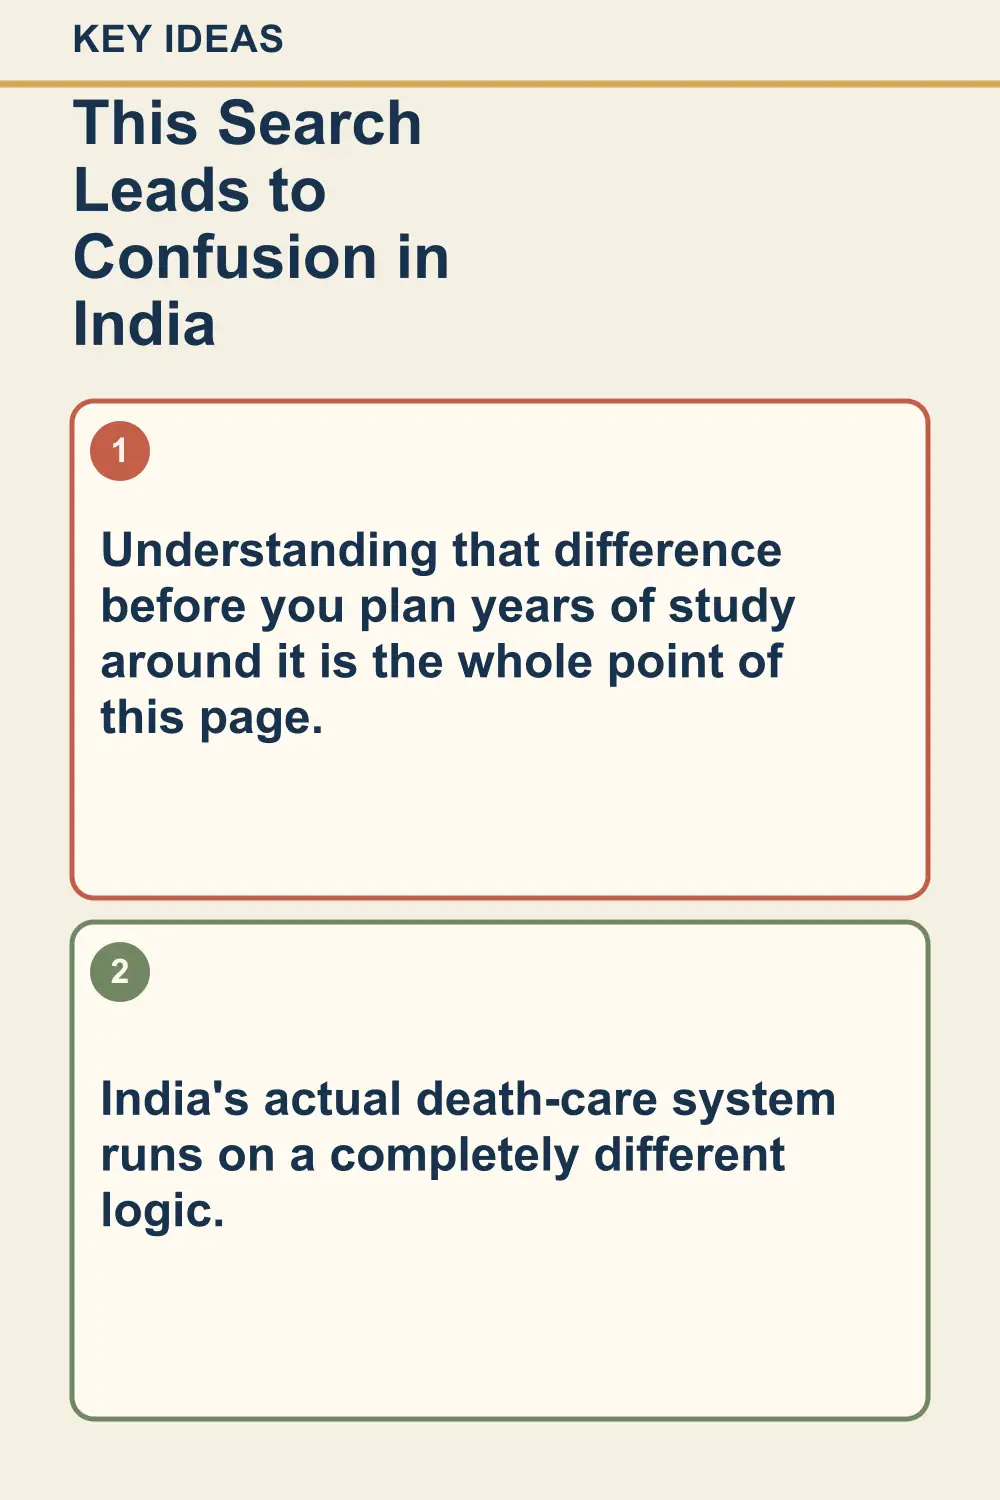 KEY IDEAS
This Search
Leads to
Confusion in
India
1
Understanding that difference
before you plan years of study
around it is the whole point of
this page.
2
India's actual death-care system
runs on a completely different
logic.